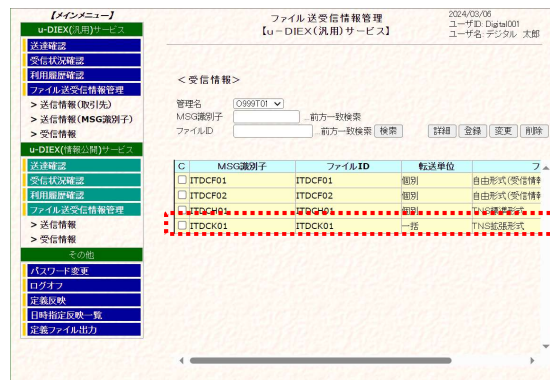 【メインメニュー】
u-DIEX(汎用)サービス
送達確認
受信状況確認
利用履歴確認
ファイル送受信情報管理
> 送信情報(取引先)
> 送信情報(MSG識別子)
> 受信情報
u-DIEX(情報公開)サービス
送達確認
受信状況確認
利用履歴確認
ファイル送受信情報管理
> 送信情報
> 受信情報
その他
パスワード変更
ログオフ
定義反映
日時指定反映一覧
定義ファイル出力
ファイル送受信情報管理
【u－DIEX(汎用)サービス】
2024/03/06
ユーザID: Digital001
ユーザ名: デジタル 太郎
＜受信情報＞
管理名 O999T01
MSG識別子 ...前方一致検索
ファイルID ...前方一致検索 検索 詳細 登録 変更 削除
C MSG識別子 ファイルID 転送単位 フ
ITDCF01 ITDCF01 個別 自由形式(受信情報
ITDCF02 ITDCF02 個別 自由形式(受信情報
ITDCH01 ITDCH01 個別 TNS標準形式
ITDCK01 ITDCK01 一括 TNS拡張形式